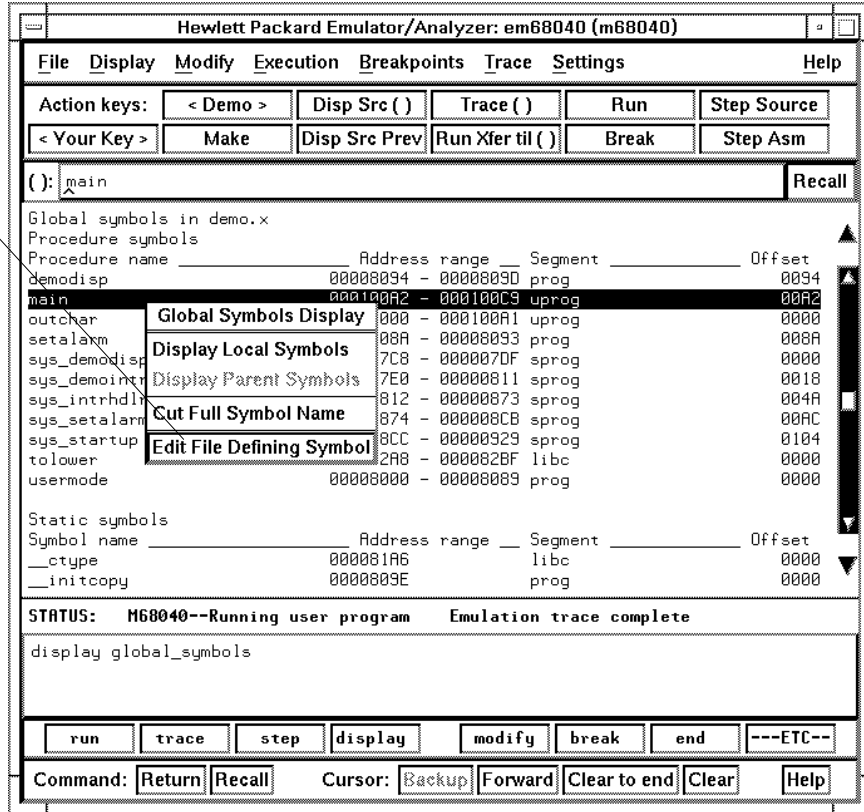 Hewlett Packard Emulator/Analyzer: em68040 (m68040)
File Display Modify Execution Breakpoints Trace Settings Help
Action keys: < Demo > Disp Src ( ) Trace ( ) Run Step Source
< Your Key > Make Disp Src Prev Run Xfer til ( ) Break Step Asm
( ): main Recall
Global symbols in demo.x
Procedure symbols
Procedure name ________________ Address range __ Segment ____________ Offset
demodisp 00008094 - 0000809D prog 0094
main 000100A2 - 000100C9 uprog 00A2
outchar 000 - 000100A1 uprog 0000
setalarm 08A - 00008093 prog 008A
sys_demodisp 7C8 - 000007DF sprog 0000
sys_demointr 7E0 - 00000811 sprog 0018
sys_intrhdlr 812 - 00000873 sprog 004A
sys_setalarm 874 - 000008CB sprog 00AC
sys_startup 8CC - 00000929 sprog 0104
tolower 2A8 - 000082BF libc 0000
usermode 00008000 - 00008089 prog 0000
Global Symbols Display
Display Local Symbols
Display Parent Symbols
Cut Full Symbol Name
Edit File Defining Symbol
Static symbols
Symbol name ___________________ Address range __ Segment ____________ Offset
__ctype 000081A6 libc 0000
__initcopy 0000809E prog 0000
STATUS: M68040--Running user program Emulation trace complete
display global_symbols
run trace step display modify break end ---ETC--
Command: Return Recall Cursor: Backup Forward Clear to end Clear Help